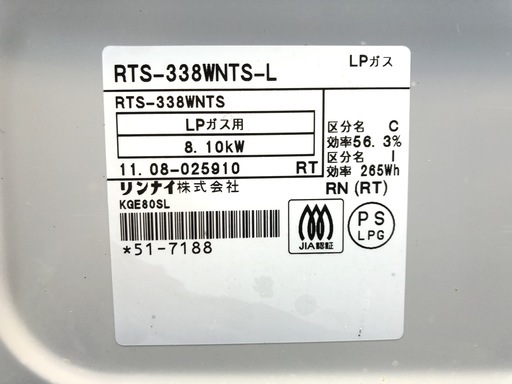 RTS-338WNTS-L
LPガス
RTS-338WNTS
LPガス用
8.10kW
11.08-025910 RT
リンナイ株式会社
KGE80SL
*51-7188
区分名 C
効率56.3%
区分名 I
効率 265Wh
RN (RT)
JIA認証
PS
LPG